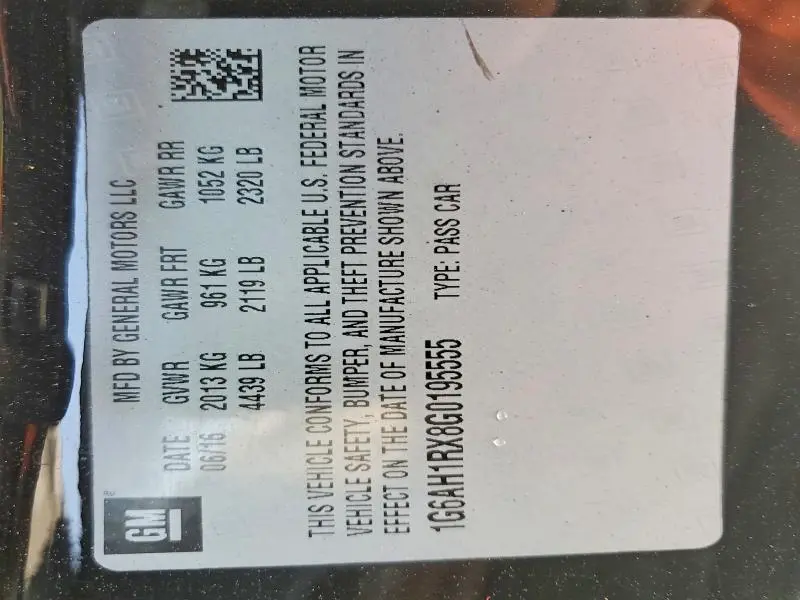 GM
MFD BY GENERAL MOTORS LLC
DATE GVWR GAWR FRT GAWR RR
06/16 2013 KG 961 KG 1052 KG
4439 LB 2119 LB 2320 LB
THIS VEHICLE CONFORMS TO ALL APPLICABLE U.S. FEDERAL MOTOR
VEHICLE SAFETY, BUMPER, AND THEFT PREVENTION STANDARDS IN
EFFECT ON THE DATE OF MANUFACTURE SHOWN ABOVE.
1G6AH1RX8G0195555 TYPE: PASS CAR